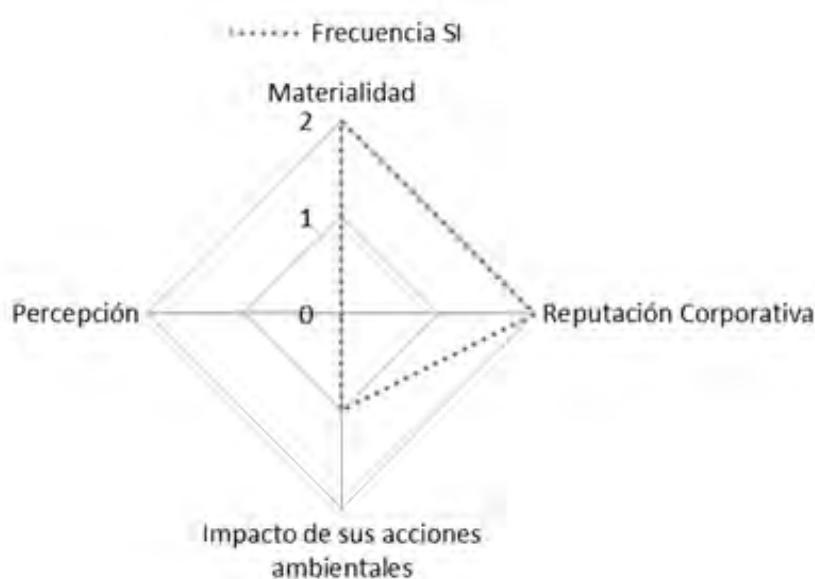 Frecuencia SI
Materialidad
2
1
Percepción
0
Reputación Corporativa
Impacto de sus acciones
ambientales